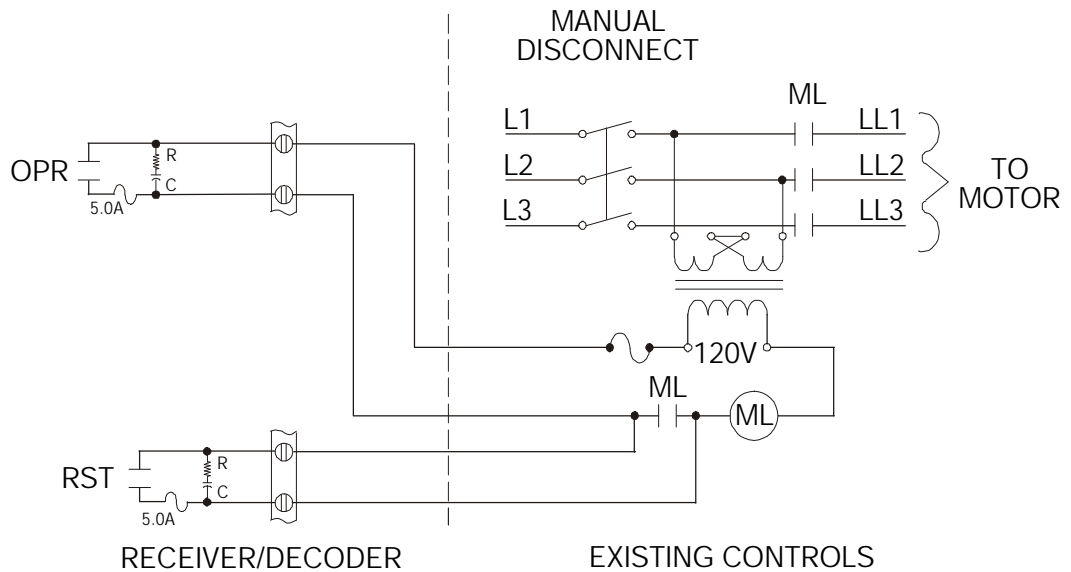 MANUAL
DISCONNECT
ML
L1
LL1
R
OPR
C
L2
LL2
TO
MOTOR
5.0A
L3
LL3
120V
ML
ML
R
RST
C
5.0A
RECEIVER/DECODER
EXISTING CONTROLS